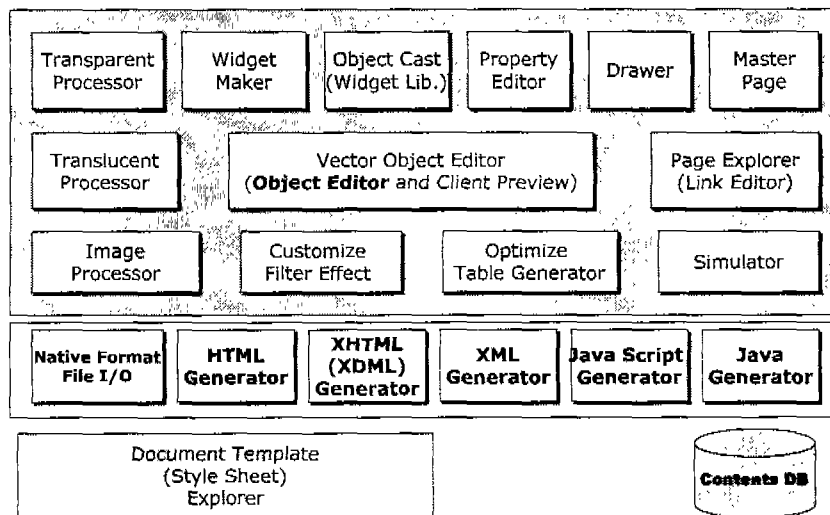 Transparent
Processor
Widget
Maker
Object Cast
(Widget Lib.)
Property
Editor
Drawer
Master
Page
Translucent
Processor
Vector Object Editor
(Object Editor and Client Preview)
Page Explorer
(Link Editor)
Image
Processor
Customize
Filter Effect
Optimize
Table Generator
Simulator
Native Format
File I/O
HTML
Generator
XHTML
(XDML)
Generator
XML
Generator
Java Script
Generator
Java
Generator
Document Template
(Style Sheet)
Explorer
Contents DB